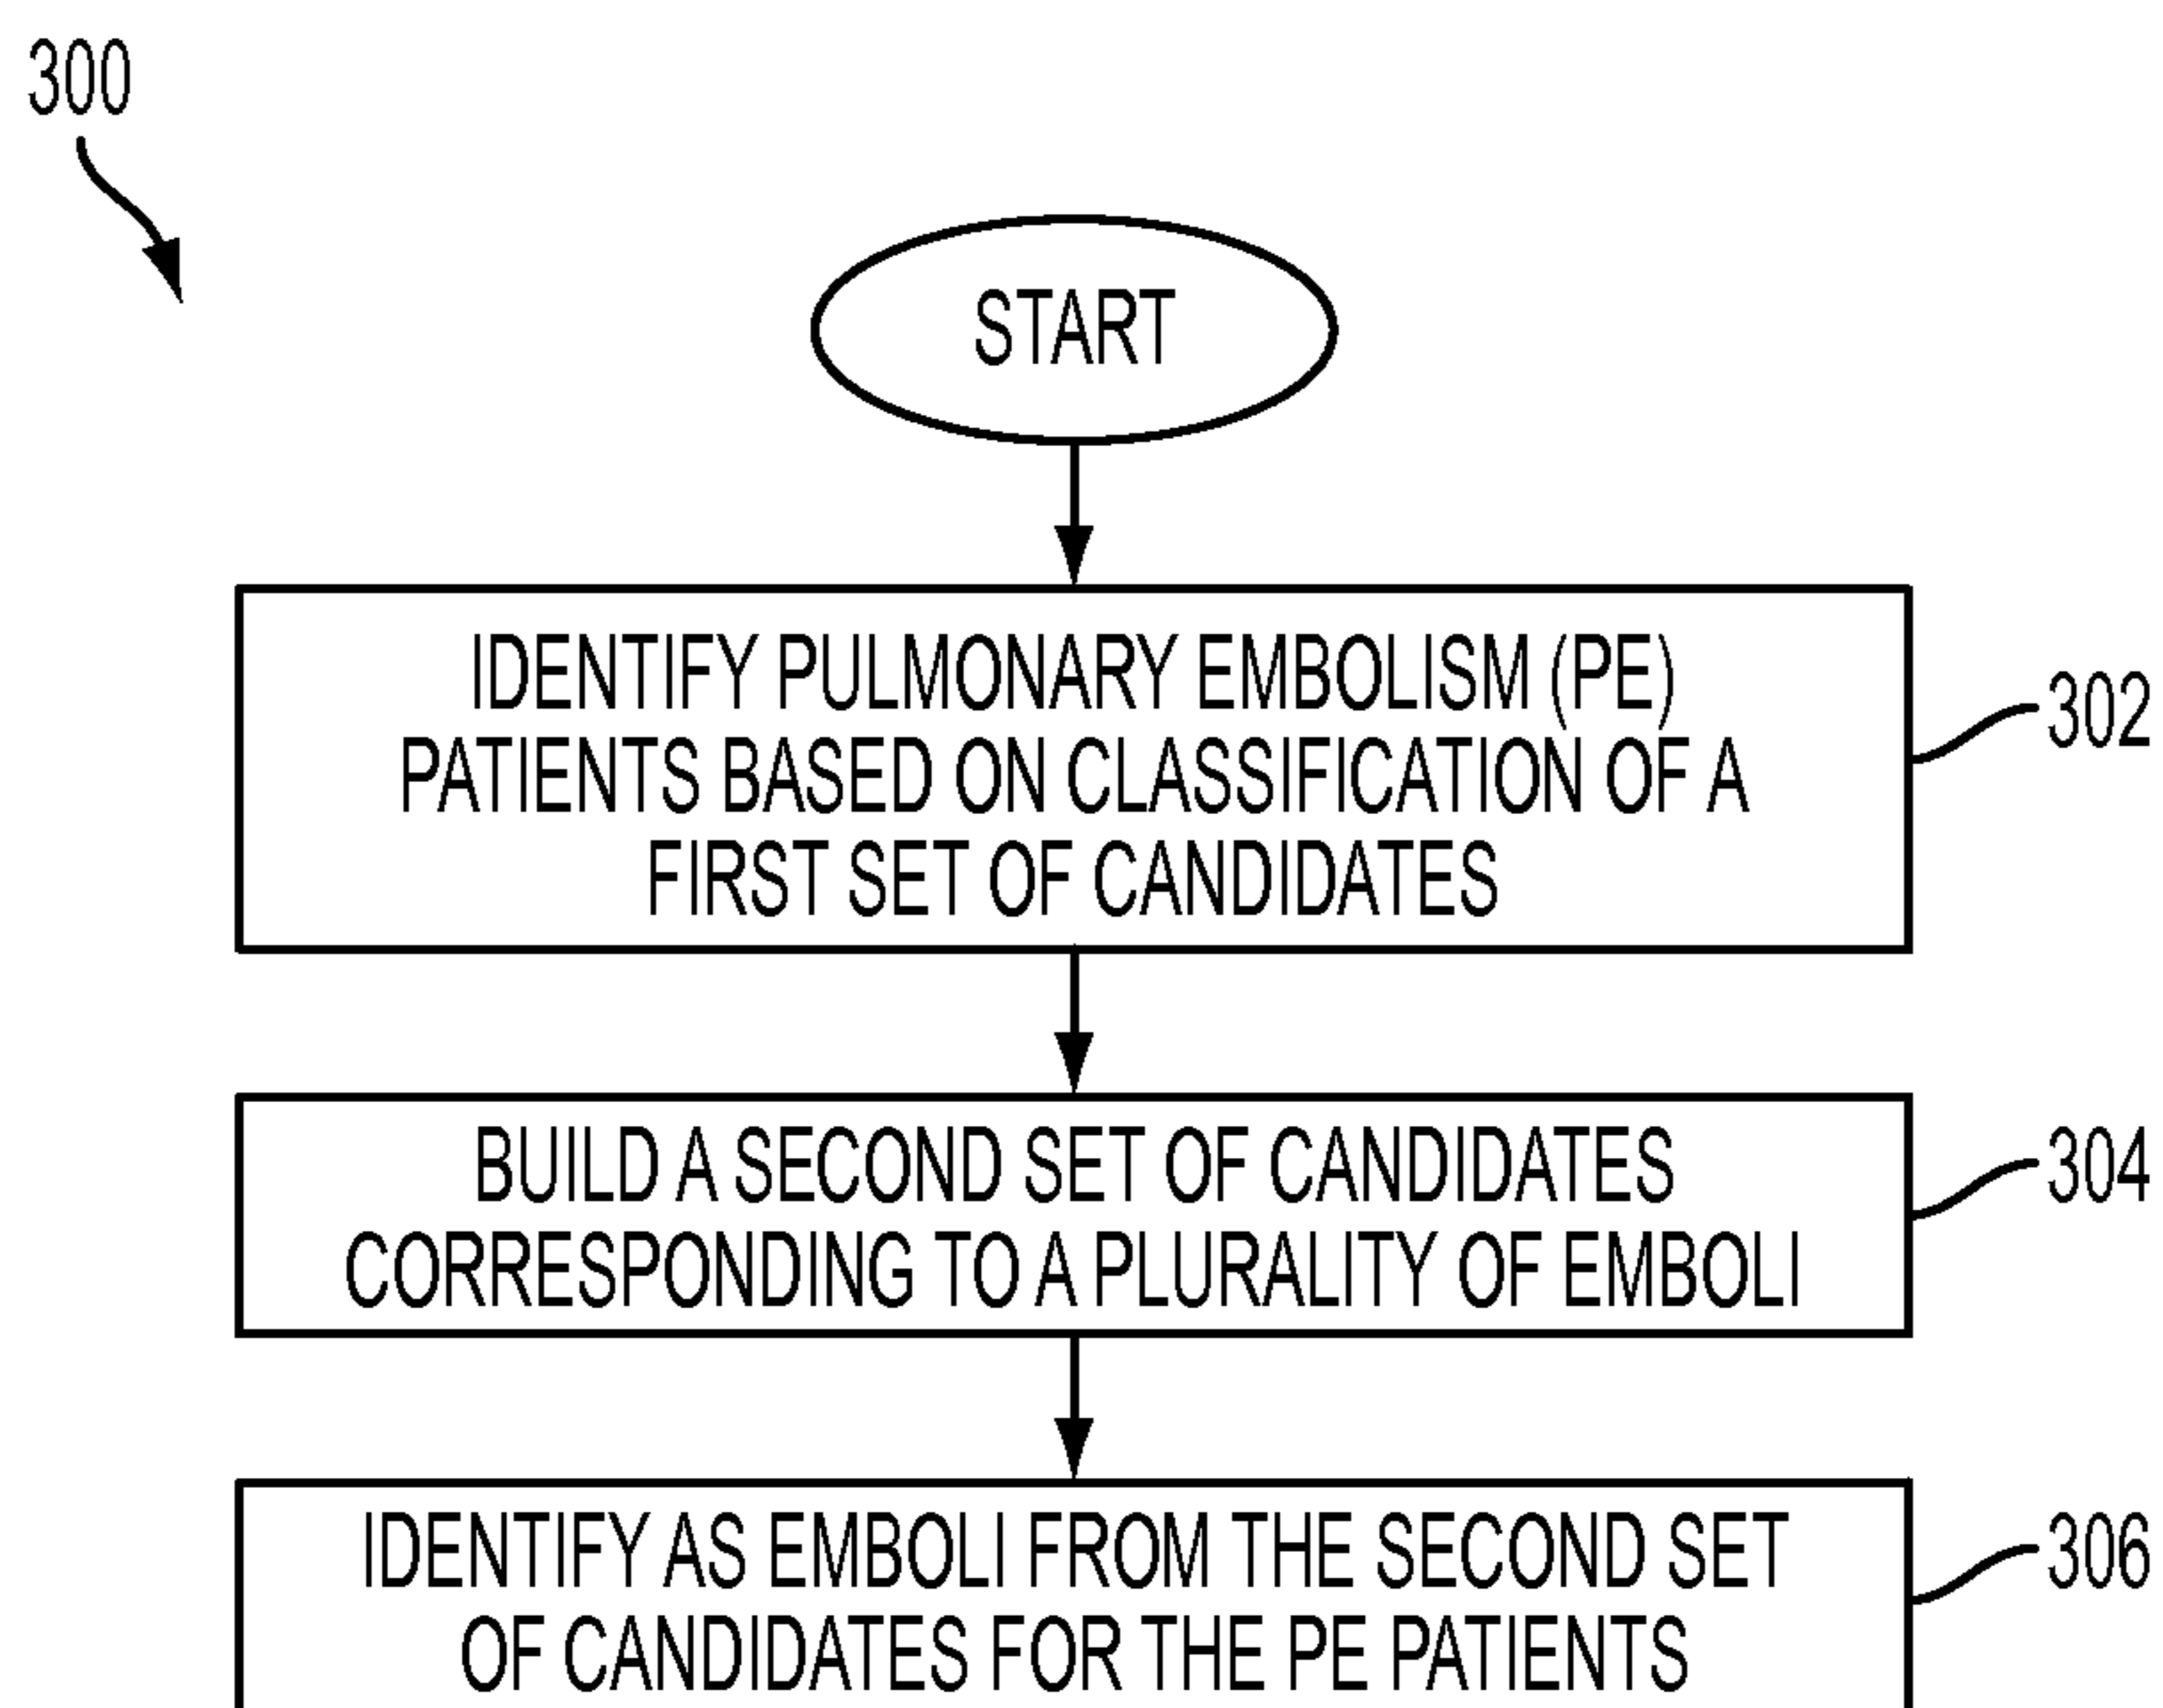 300
START
IDENTIFY PULMONARY EMBOLISM (PE)
PATIENTS BASED ON CLASSIFICATION OF A
FIRST SET OF CANDIDATES
302
BUILD A SECOND SET OF CANDIDATES
CORRESPONDING TO A PLURALITY OF EMBOLI
304
IDENTIFY AS EMBOLI FROM THE SECOND SET
OF CANDIDATES FOR THE PE PATIENTS
306